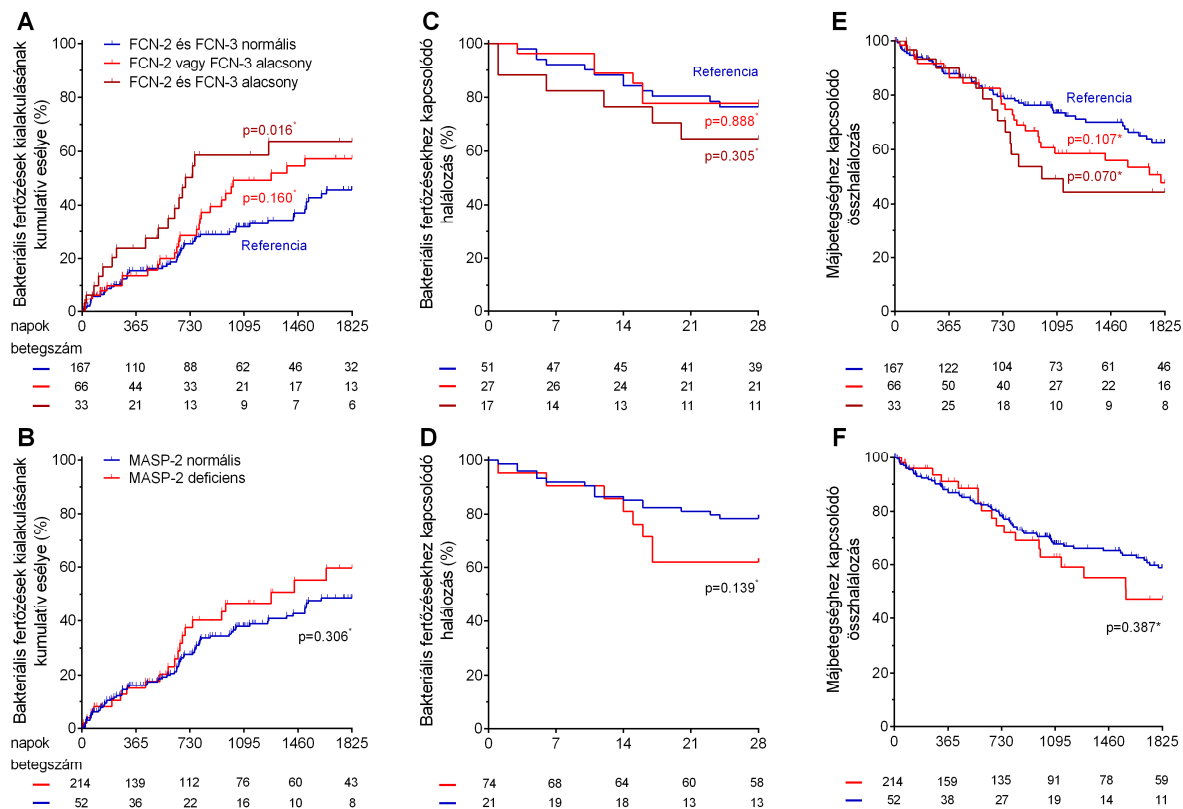 A
Bakteriális fertőzések kialakulásának
kumulatív esélye (%)
FCN-2 és FCN-3 normális
FCN-2 vagy FCN-3 alacsony
FCN-2 és FCN-3 alacsony
100
80
60
40
20
0
p=0.016*
p=0.160*
Referencia
napok
0 365 730 1095 1460 1825
betegszám
167 110 88 62 46 32
66 44 33 21 17 13
33 21 13 9 7 6
C
Bakteriális fertőzésekhez kapcsolódó
halálozás (%)
100
80
60
40
20
0
Referencia
p=0.888*
p=0.305*
0 7 14 21 28
51 47 45 41 39
27 26 24 21 21
17 14 13 11 11
E
Májbetegséghez kapcsolódó
összhalálozás
100
80
60
40
20
0
Referencia
p=0.107*
p=0.070*
0 365 730 1095 1460 1825
167 122 104 73 61 46
66 50 40 27 22 16
33 25 18 10 9 8
B
Bakteriális fertőzések kialakulásának
kumulatív esélye (%)
MASP-2 normális
MASP-2 deficiens
100
80
60
40
20
0
p=0.306*
napok
0 365 730 1095 1460 1825
betegszám
214 139 112 76 60 43
52 36 22 16 10 8
D
Bakteriális fertőzésekhez kapcsolódó
halálozás (%)
100
80
60
40
20
0
p=0.139*
0 7 14 21 28
74 68 64 60 58
21 19 18 13 13
F
Májbetegséghez kapcsolódó
összhalálozás
100
80
60
40
20
0
p=0.387*
0 365 730 1095 1460 1825
214 159 135 91 78 59
52 38 27 19 14 11